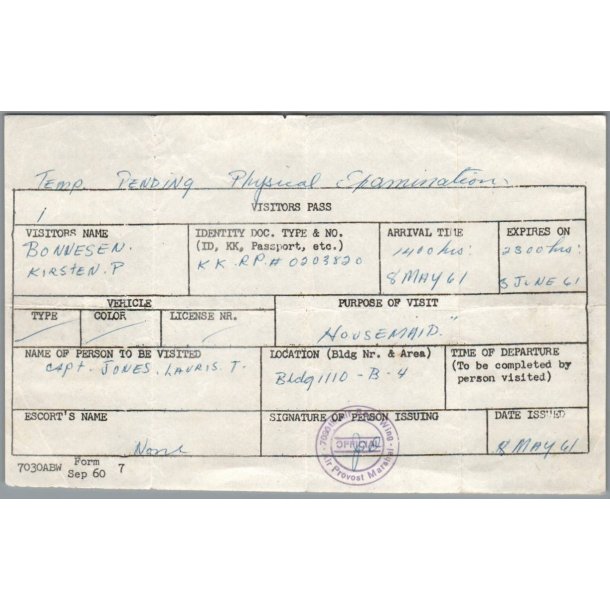 Temp PENDING Physical Examination
1
VISITORS PASS
VISITORS NAME
BONNESEN.
KIRSTEN. P
IDENTITY DOC. TYPE & NO.
(ID, KK, Passport, etc.)
KK. RP.# 0203820
ARRIVAL TIME
1400 hrs.
8 MAY 61
EXPIRES ON
2300 hrs.
8 JUNE 61
VEHICLE
TYPE
COLOR
LICENSE NR.
PURPOSE OF VISIT
"HOUSEMAID."
NAME OF PERSON TO BE VISITED
CAPT. JONES. LAURIS. T.
LOCATION (Bldg Nr. & Area)
Bldg 1110 - B - 4
TIME OF DEPARTURE
(To be completed by
person visited)
ESCORT'S NAME
None
SIGNATURE OF PERSON ISSUING
OFFICIAL
Wing
Air Provost Marshal
DATE ISSUED
8 MAY 61
7030ABW Form 7
Sep 60